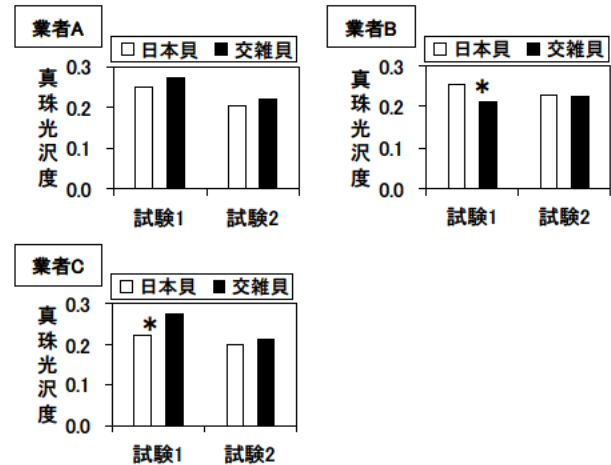 業者A
□ 日本貝 ■ 交雑貝
真珠光沢度
0.3
0.2
0.1
0.0
試験1 試験2
業者B
□ 日本貝 ■ 交雑貝
真珠光沢度
0.3
0.2
0.1
0.0
*
試験1 試験2
業者C
□ 日本貝 ■ 交雑貝
真珠光沢度
0.3
0.2
0.1
0.0
*
試験1 試験2